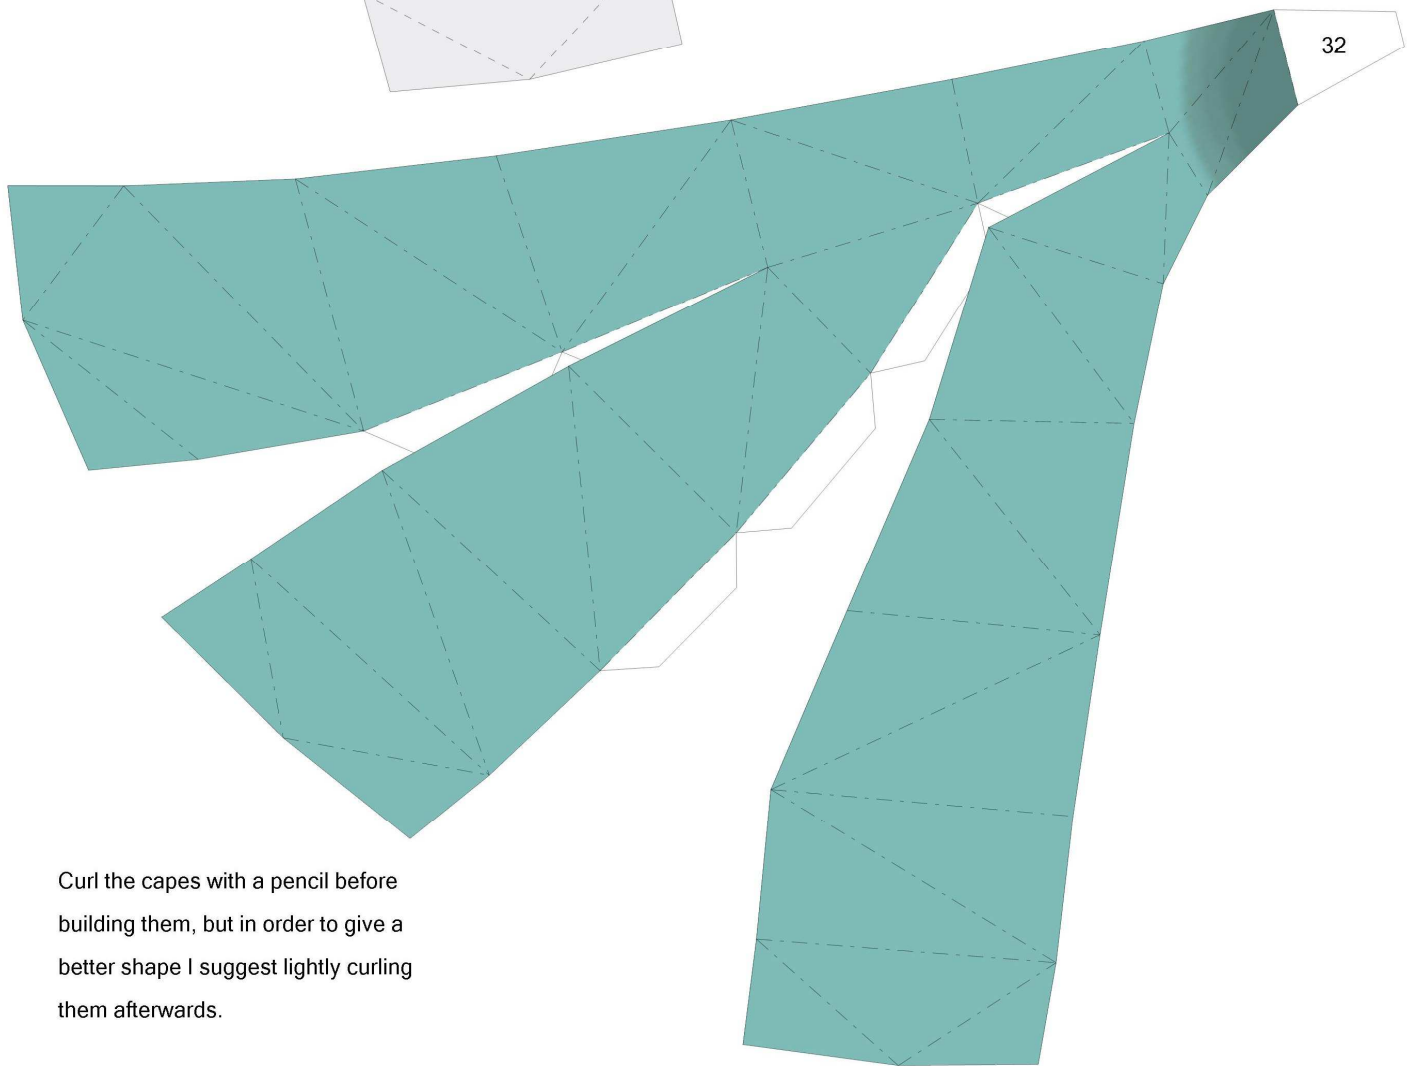 32
Curl the capes with a pencil before
building them, but in order to give a
better shape I suggest lightly curling
them afterwards.